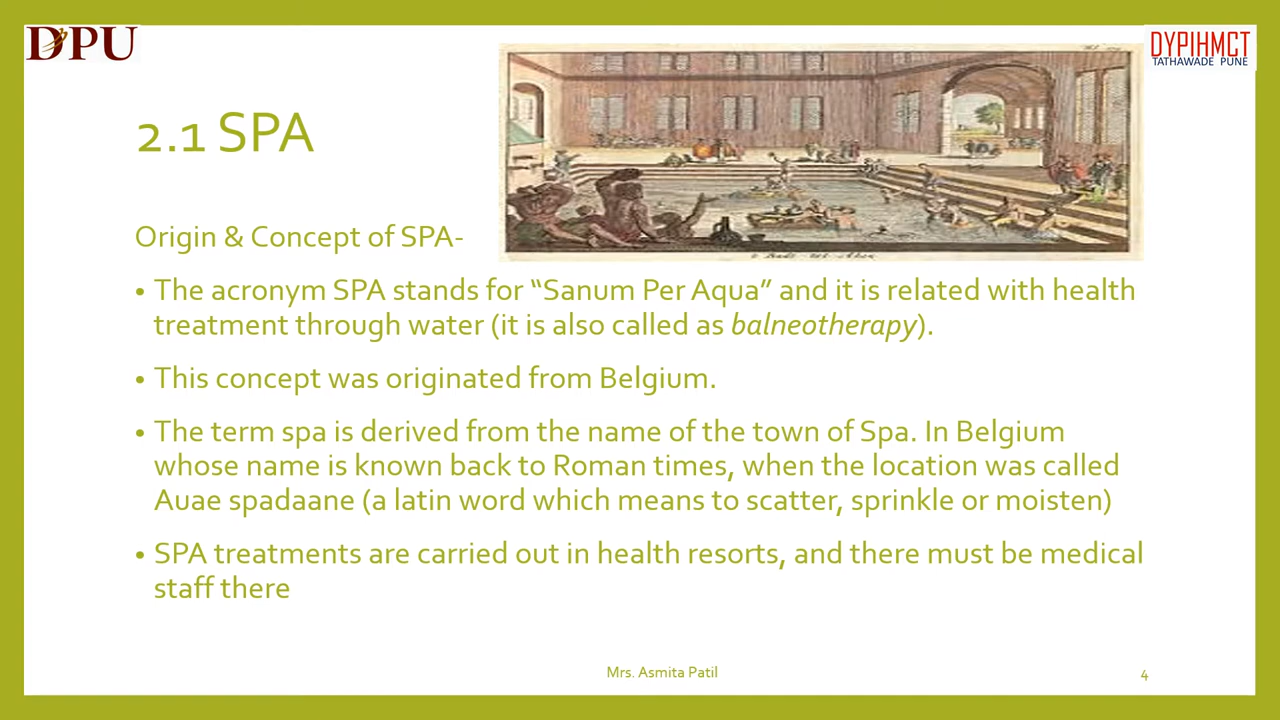 DPU
DYPIHMCT
TATHAWADE PUNE
2.1 SPA
Origin & Concept of SPA-
• The acronym SPA stands for “Sanum Per Aqua” and it is related with health
treatment through water (it is also called as balneotherapy).
• This concept was originated from Belgium.
• The term spa is derived from the name of the town of Spa. In Belgium
whose name is known back to Roman times, when the location was called
Auae spadaane (a latin word which means to scatter, sprinkle or moisten)
• SPA treatments are carried out in health resorts, and there must be medical
staff there
Mrs. Asmita Patil
4